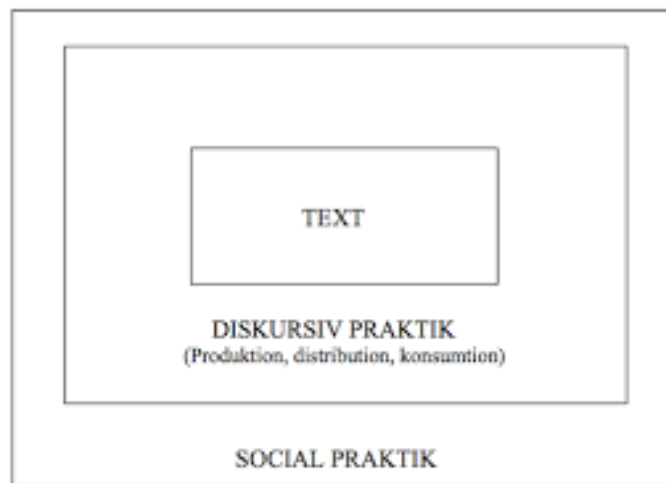 TEXT
DISKURSIV PRAKTIK
(Produktion, distribution, konsumtion)
SOCIAL PRAKTIK